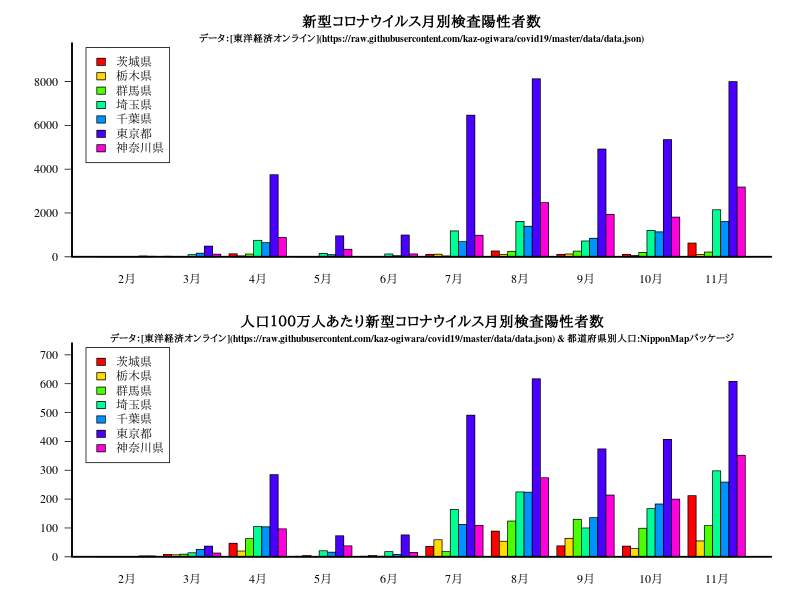 新型コロナウイルス月別検査陽性者数
データ：[東洋経済オンライン](https://raw.githubusercontent.com/kaz-ogiwara/covid19/master/data/data.json)
茨城県
栃木県
群馬県
埼玉県
千葉県
東京都
神奈川県
8000
6000
4000
2000
0
2月 3月 4月 5月 6月 7月 8月 9月 10月 11月
人口100万人あたり新型コロナウイルス月別検査陽性者数
データ：[東洋経済オンライン](https://raw.githubusercontent.com/kaz-ogiwara/covid19/master/data/data.json) & 都道府県別人口:NipponMapパッケージ
茨城県
栃木県
群馬県
埼玉県
千葉県
東京都
神奈川県
700
600
500
400
300
200
100
0
2月 3月 4月 5月 6月 7月 8月 9月 10月 11月